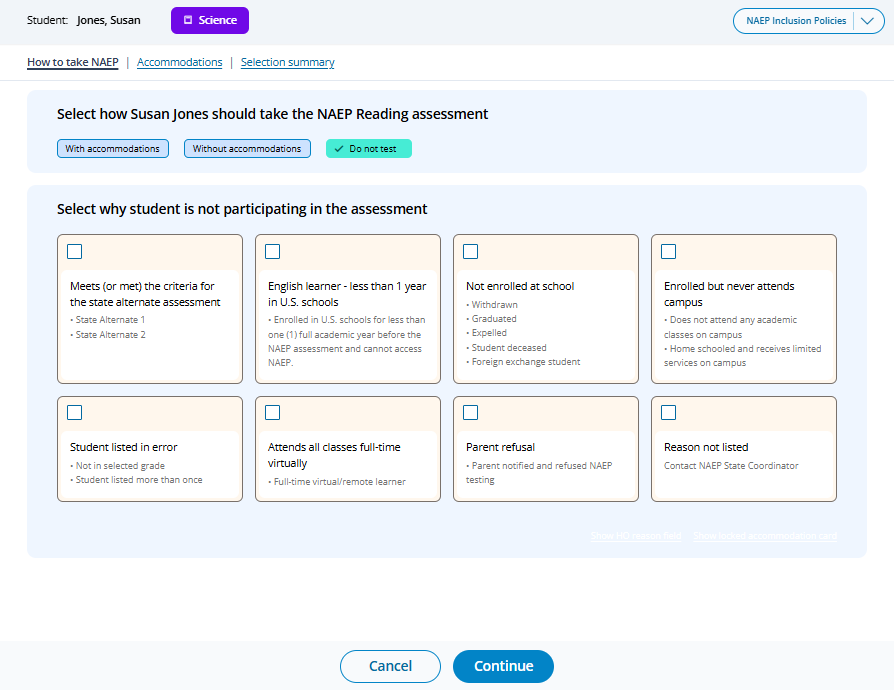 Student: Jones, Susan
Science
NAEP Inclusion Policies
How to take NAEP | Accommodations | Selection summary
Select how Susan Jones should take the NAEP Reading assessment
With accommodations
Without accommodations
Do not test
Select why student is not participating in the assessment
Meets (or met) the criteria for
the state alternate assessment
• State Alternate 1
• State Alternate 2
English learner - less than 1 year
in U.S. schools
• Enrolled in U.S. schools for less than
one (1) full academic year before the
NAEP assessment and cannot access
NAEP.
Not enrolled at school
• Withdrawn
• Graduated
• Expelled
• Student deceased
• Foreign exchange student
Enrolled but never attends
campus
• Does not attend any academic
classes on campus
• Home schooled and receives limited
services on campus
Student listed in error
• Not in selected grade
• Student listed more than once
Attends all classes full-time
virtually
• Full-time virtual/remote learner
Parent refusal
• Parent notified and refused NAEP
testing
Reason not listed
Contact NAEP State Coordinator
Cancel
Continue